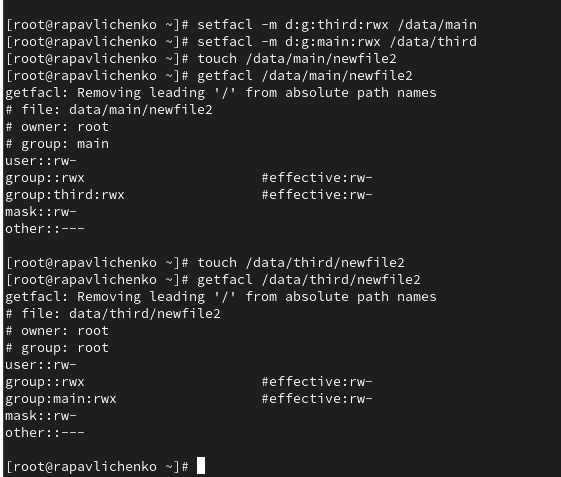 [root@rapavlichenko ~]# setfacl -m d:g:third:rwx /data/main
[root@rapavlichenko ~]# setfacl -m d:g:main:rwx /data/third
[root@rapavlichenko ~]# touch /data/main/newfile2
[root@rapavlichenko ~]# getfacl /data/main/newfile2
getfacl: Removing leading '/' from absolute path names
# file: data/main/newfile2
# owner: root
# group: main
user::rw-
group::rwx                      #effective:rw-
group:third:rwx                 #effective:rw-
mask::rw-
other::---

[root@rapavlichenko ~]# touch /data/third/newfile2
[root@rapavlichenko ~]# getfacl /data/third/newfile2
getfacl: Removing leading '/' from absolute path names
# file: data/third/newfile2
# owner: root
# group: root
user::rw-
group::rwx                      #effective:rw-
group:main:rwx                  #effective:rw-
mask::rw-
other::---

[root@rapavlichenko ~]#